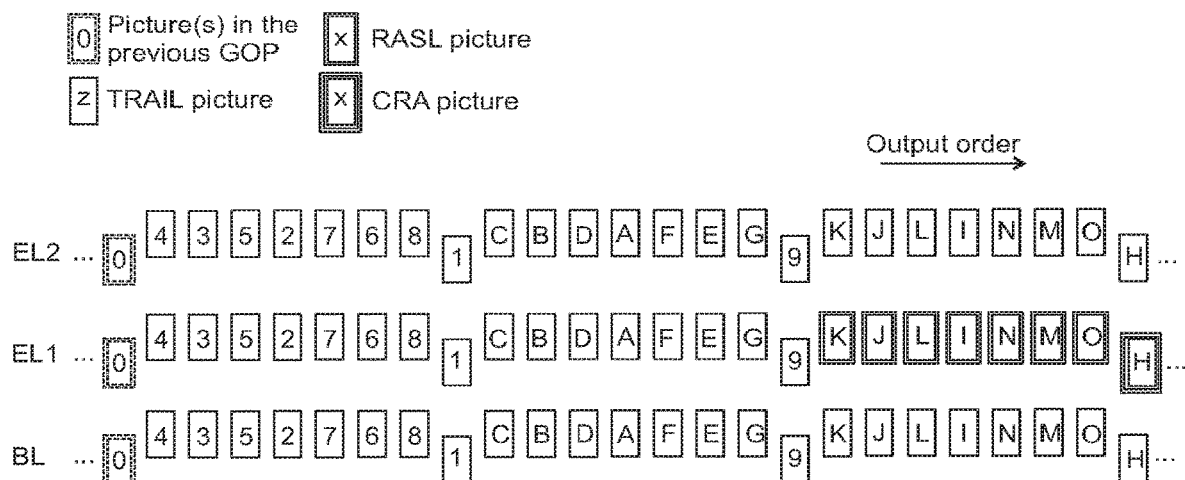 0 Picture(s) in the previous GOP
x RASL picture
z TRAIL picture
x CRA picture
Output order
EL2 ... 0 4 3 5 2 7 6 8 1 C B D A F E G 9 K J L I N M O H ...
EL1 ... 0 4 3 5 2 7 6 8 1 C B D A F E G 9 K J L I N M O H ...
BL ... 0 4 3 5 2 7 6 8 1 C B D A F E G 9 K J L I N M O H ...